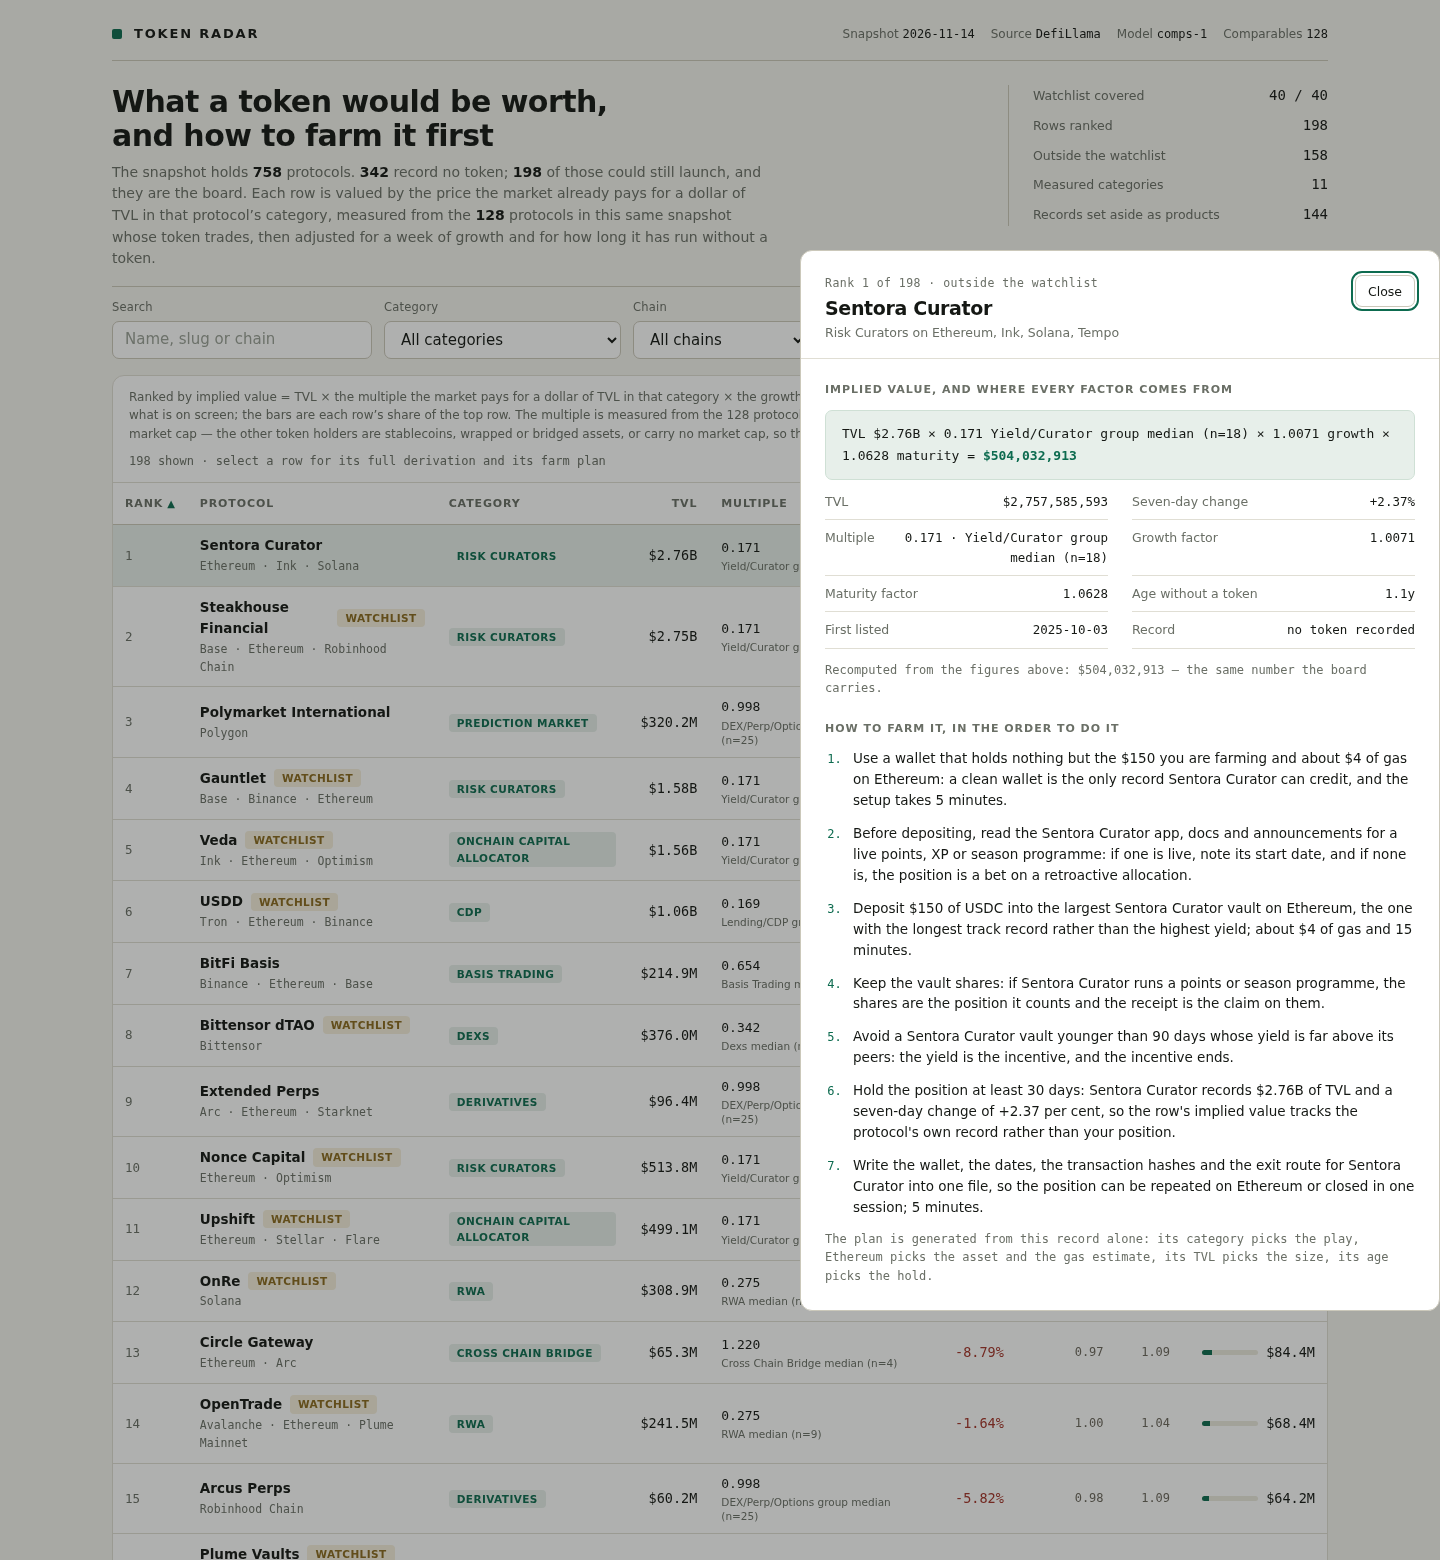 TOKEN RADAR
Snapshot 2026-11-14 Source DefiLlama Model comps-1 Comparables 128
What a token would be worth,
and how to farm it first
The snapshot holds 758 protocols. 342 record no token; 198 of those could still launch, and
they are the board. Each row is valued by the price the market already pays for a dollar of
TVL in that protocol’s category, measured from the 128 protocols in this same snapshot
whose token trades, then adjusted for a week of growth and for how long it has run without a
token.
Watchlist covered 40 / 40
Rows ranked 198
Outside the watchlist 158
Measured categories 11
Records set aside as products 144
Search
Name, slug or chain
Category
All categories
Chain
All chains
Ranked by implied value = TVL × the multiple the market pays for a dollar of TVL in that category × the growth
what is on screen; the bars are each row’s share of the top row. The multiple is measured from the 128 protoco
market cap — the other token holders are stablecoins, wrapped or bridged assets, or carry no market cap, so th
198 shown · select a row for its full derivation and its farm plan
RANK ▲ PROTOCOL CATEGORY TVL MULTIPLE
1 Sentora Curator RISK CURATORS $2.76B 0.171
Ethereum · Ink · Solana Yield/Curator g
2 Steakhouse Financial WATCHLIST RISK CURATORS $2.75B 0.171
Base · Ethereum · Robinhood Chain Yield/Curator g
3 Polymarket International PREDICTION MARKET $320.2M 0.998
Polygon DEX/Perp/Optic
(n=25)
4 Gauntlet WATCHLIST RISK CURATORS $1.58B 0.171
Base · Binance · Ethereum Yield/Curator g
5 Veda WATCHLIST ONCHAIN CAPITAL ALLOCATOR $1.56B 0.171
Ink · Ethereum · Optimism Yield/Curator g
6 USDD WATCHLIST CDP $1.06B 0.169
Tron · Ethereum · Binance Lending/CDP gr
7 BitFi Basis BASIS TRADING $214.9M 0.654
Binance · Ethereum · Base Basis Trading m
8 Bittensor dTAO WATCHLIST DEXS $376.0M 0.342
Bittensor Dexs median (n
9 Extended Perps DERIVATIVES $96.4M 0.998
Arc · Ethereum · Starknet DEX/Perp/Optic
(n=25)
10 Nonce Capital WATCHLIST RISK CURATORS $513.8M 0.171
Ethereum · Optimism Yield/Curator g
11 Upshift WATCHLIST ONCHAIN CAPITAL ALLOCATOR $499.1M 0.171
Ethereum · Stellar · Flare Yield/Curator g
12 OnRe WATCHLIST RWA $308.9M 0.275
Solana RWA median (n
13 Circle Gateway CROSS CHAIN BRIDGE $65.3M 1.220 -8.79% 0.97 1.09 $84.4M
Ethereum · Arc Cross Chain Bridge median (n=4)
14 OpenTrade WATCHLIST RWA $241.5M 0.275 -1.64% 1.00 1.04 $68.4M
Avalanche · Ethereum · Plume Mainnet RWA median (n=9)
15 Arcus Perps DERIVATIVES $60.2M 0.998 -5.82% 0.98 1.09 $64.2M
Robinhood Chain DEX/Perp/Options group median
(n=25)
Plume Vaults WATCHLIST
Rank 1 of 198 · outside the watchlist
Sentora Curator
Risk Curators on Ethereum, Ink, Solana, Tempo
Close
IMPLIED VALUE, AND WHERE EVERY FACTOR COMES FROM
TVL $2.76B × 0.171 Yield/Curator group median (n=18) × 1.0071 growth ×
1.0628 maturity = $504,032,913
TVL $2,757,585,593 Seven-day change +2.37%
Multiple 0.171 · Yield/Curator group median (n=18) Growth factor 1.0071
Maturity factor 1.0628 Age without a token 1.1y
First listed 2025-10-03 Record no token recorded
Recomputed from the figures above: $504,032,913 — the same number the board
carries.
HOW TO FARM IT, IN THE ORDER TO DO IT
1. Use a wallet that holds nothing but the $150 you are farming and about $4 of gas
on Ethereum: a clean wallet is the only record Sentora Curator can credit, and the
setup takes 5 minutes.
2. Before depositing, read the Sentora Curator app, docs and announcements for a
live points, XP or season programme: if one is live, note its start date, and if none
is, the position is a bet on a retroactive allocation.
3. Deposit $150 of USDC into the largest Sentora Curator vault on Ethereum, the one
with the longest track record rather than the highest yield; about $4 of gas and 15
minutes.
4. Keep the vault shares: if Sentora Curator runs a points or season programme, the
shares are the position it counts and the receipt is the claim on them.
5. Avoid a Sentora Curator vault younger than 90 days whose yield is far above its
peers: the yield is the incentive, and the incentive ends.
6. Hold the position at least 30 days: Sentora Curator records $2.76B of TVL and a
seven-day change of +2.37 per cent, so the row's implied value tracks the
protocol's own record rather than your position.
7. Write the wallet, the dates, the transaction hashes and the exit route for Sentora
Curator into one file, so the position can be repeated on Ethereum or closed in one
session; 5 minutes.
The plan is generated from this record alone: its category picks the play,
Ethereum picks the asset and the gas estimate, its TVL picks the size, its age
picks the hold.